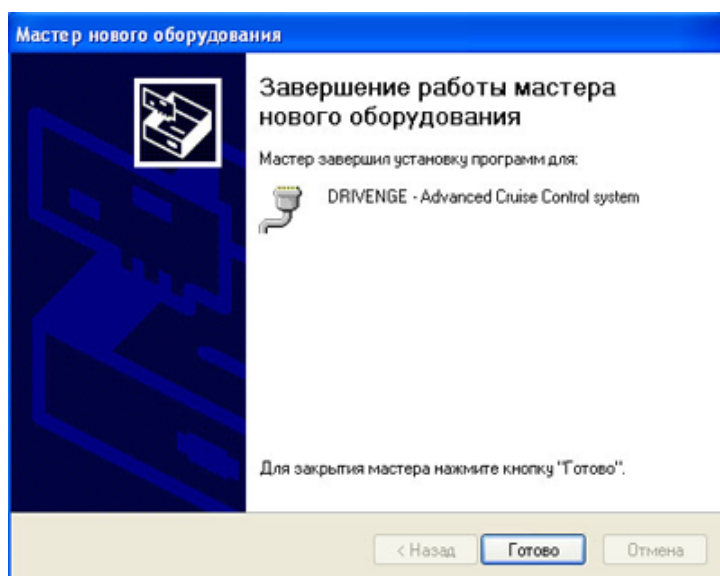 Мастер нового оборудования
Завершение работы мастера
нового оборудования
Мастер завершил установку программ для:
DRIVENGE - Advanced Cruise Control system
Для закрытия мастера нажмите кнопку "Готово".
< Назад
Готово
Отмена